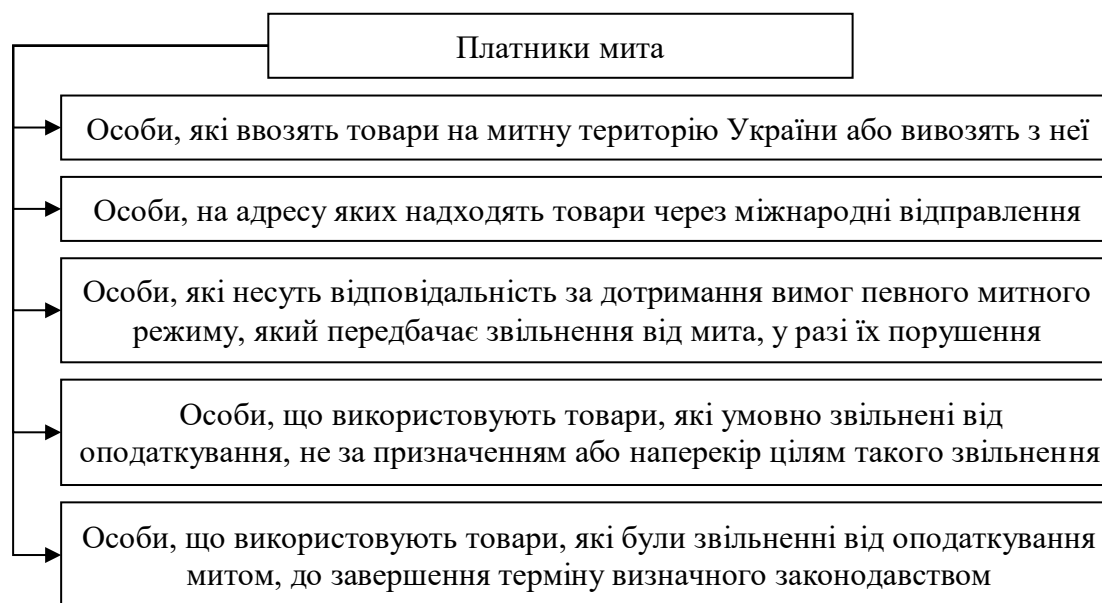 Платники мита
Особи, які ввозять товари на митну територію України або вивозять з неї
Особи, на адресу яких надходять товари через міжнародні відправлення
Особи, які несуть відповідальність за дотримання вимог певного митного
режиму, який передбачає звільнення від мита, у разі їх порушення
Особи, що використовують товари, які умовно звільнені від
оподаткування, не за призначенням або наперекір цілям такого звільнення
Особи, що використовують товари, які були звільненні від оподаткування
митом, до завершення терміну визначного законодавством